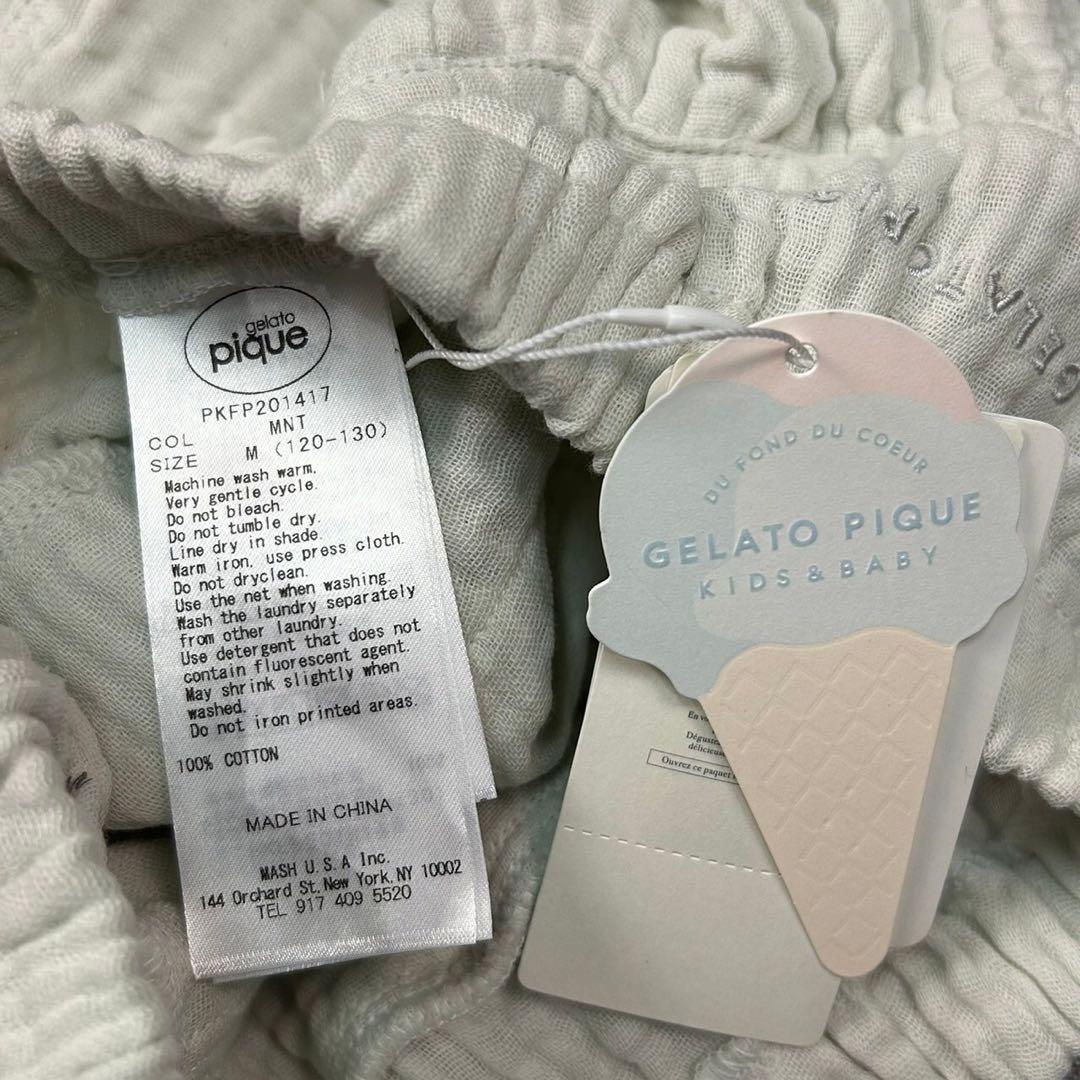 gelato
pique
PKFP201417
COL MNT
SIZE M (120-130)
Machine wash warm.
Very gentle cycle.
Do not bleach.
Do not tumble dry.
Line dry in shade.
Warm iron, use press cloth.
Do not dryclean.
Use the net when washing.
Wash the laundry separately
from other laundry.
Use detergent that does not
contain fluorescent agent.
May shrink slightly when
washed.
Do not iron printed areas.
100% COTTON
MADE IN CHINA
MASH U.S.A Inc.
144 Orchard St, New York, NY 10002
TEL 917 409 5520
GELATO
DU FOND DU COEUR
GELATO PIQUE
KIDS & BABY
En
Ouvrez ce paquet